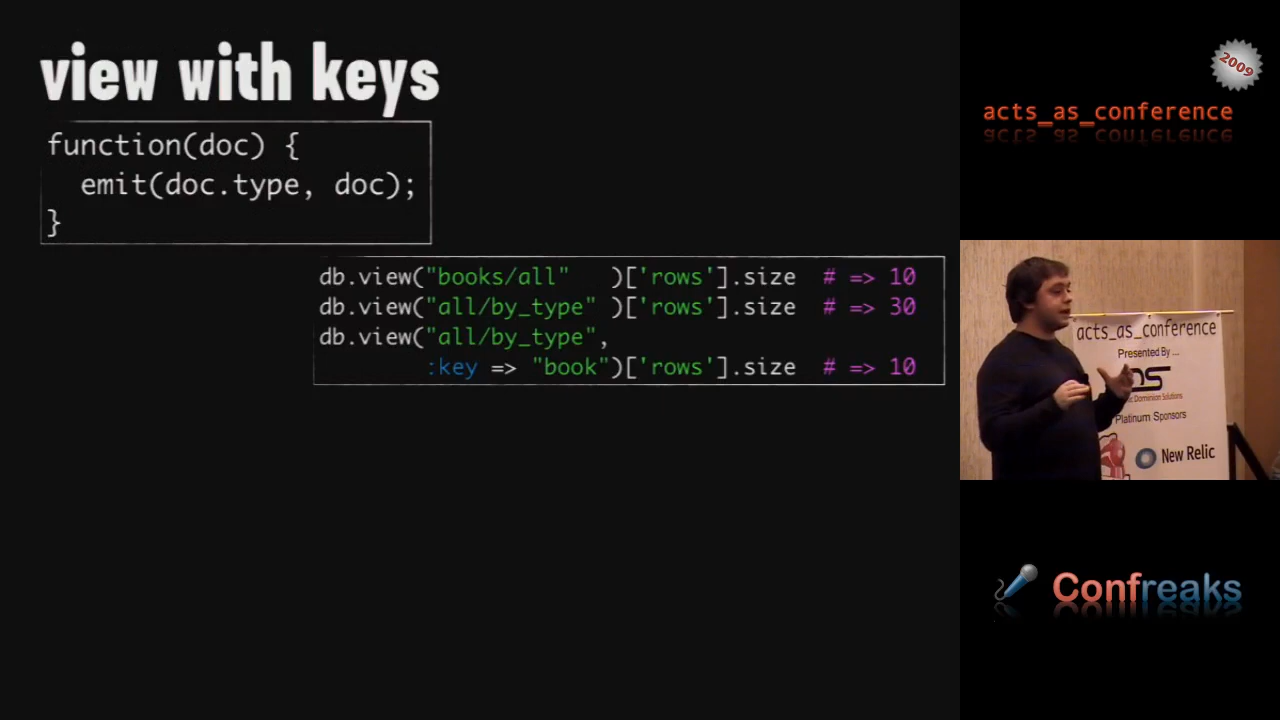 view with keys
function(doc) {
  emit(doc.type, doc);
}
db.view("books/all"   )['rows'].size  # => 10
db.view("all/by_type" )['rows'].size  # => 30
db.view("all/by_type",
        :key => "book")['rows'].size  # => 10
2009
acts_as_conference
acts_as_conference
Presented By ...
Dominion Solutions
Platinum Sponsors
New Relic
Confreaks